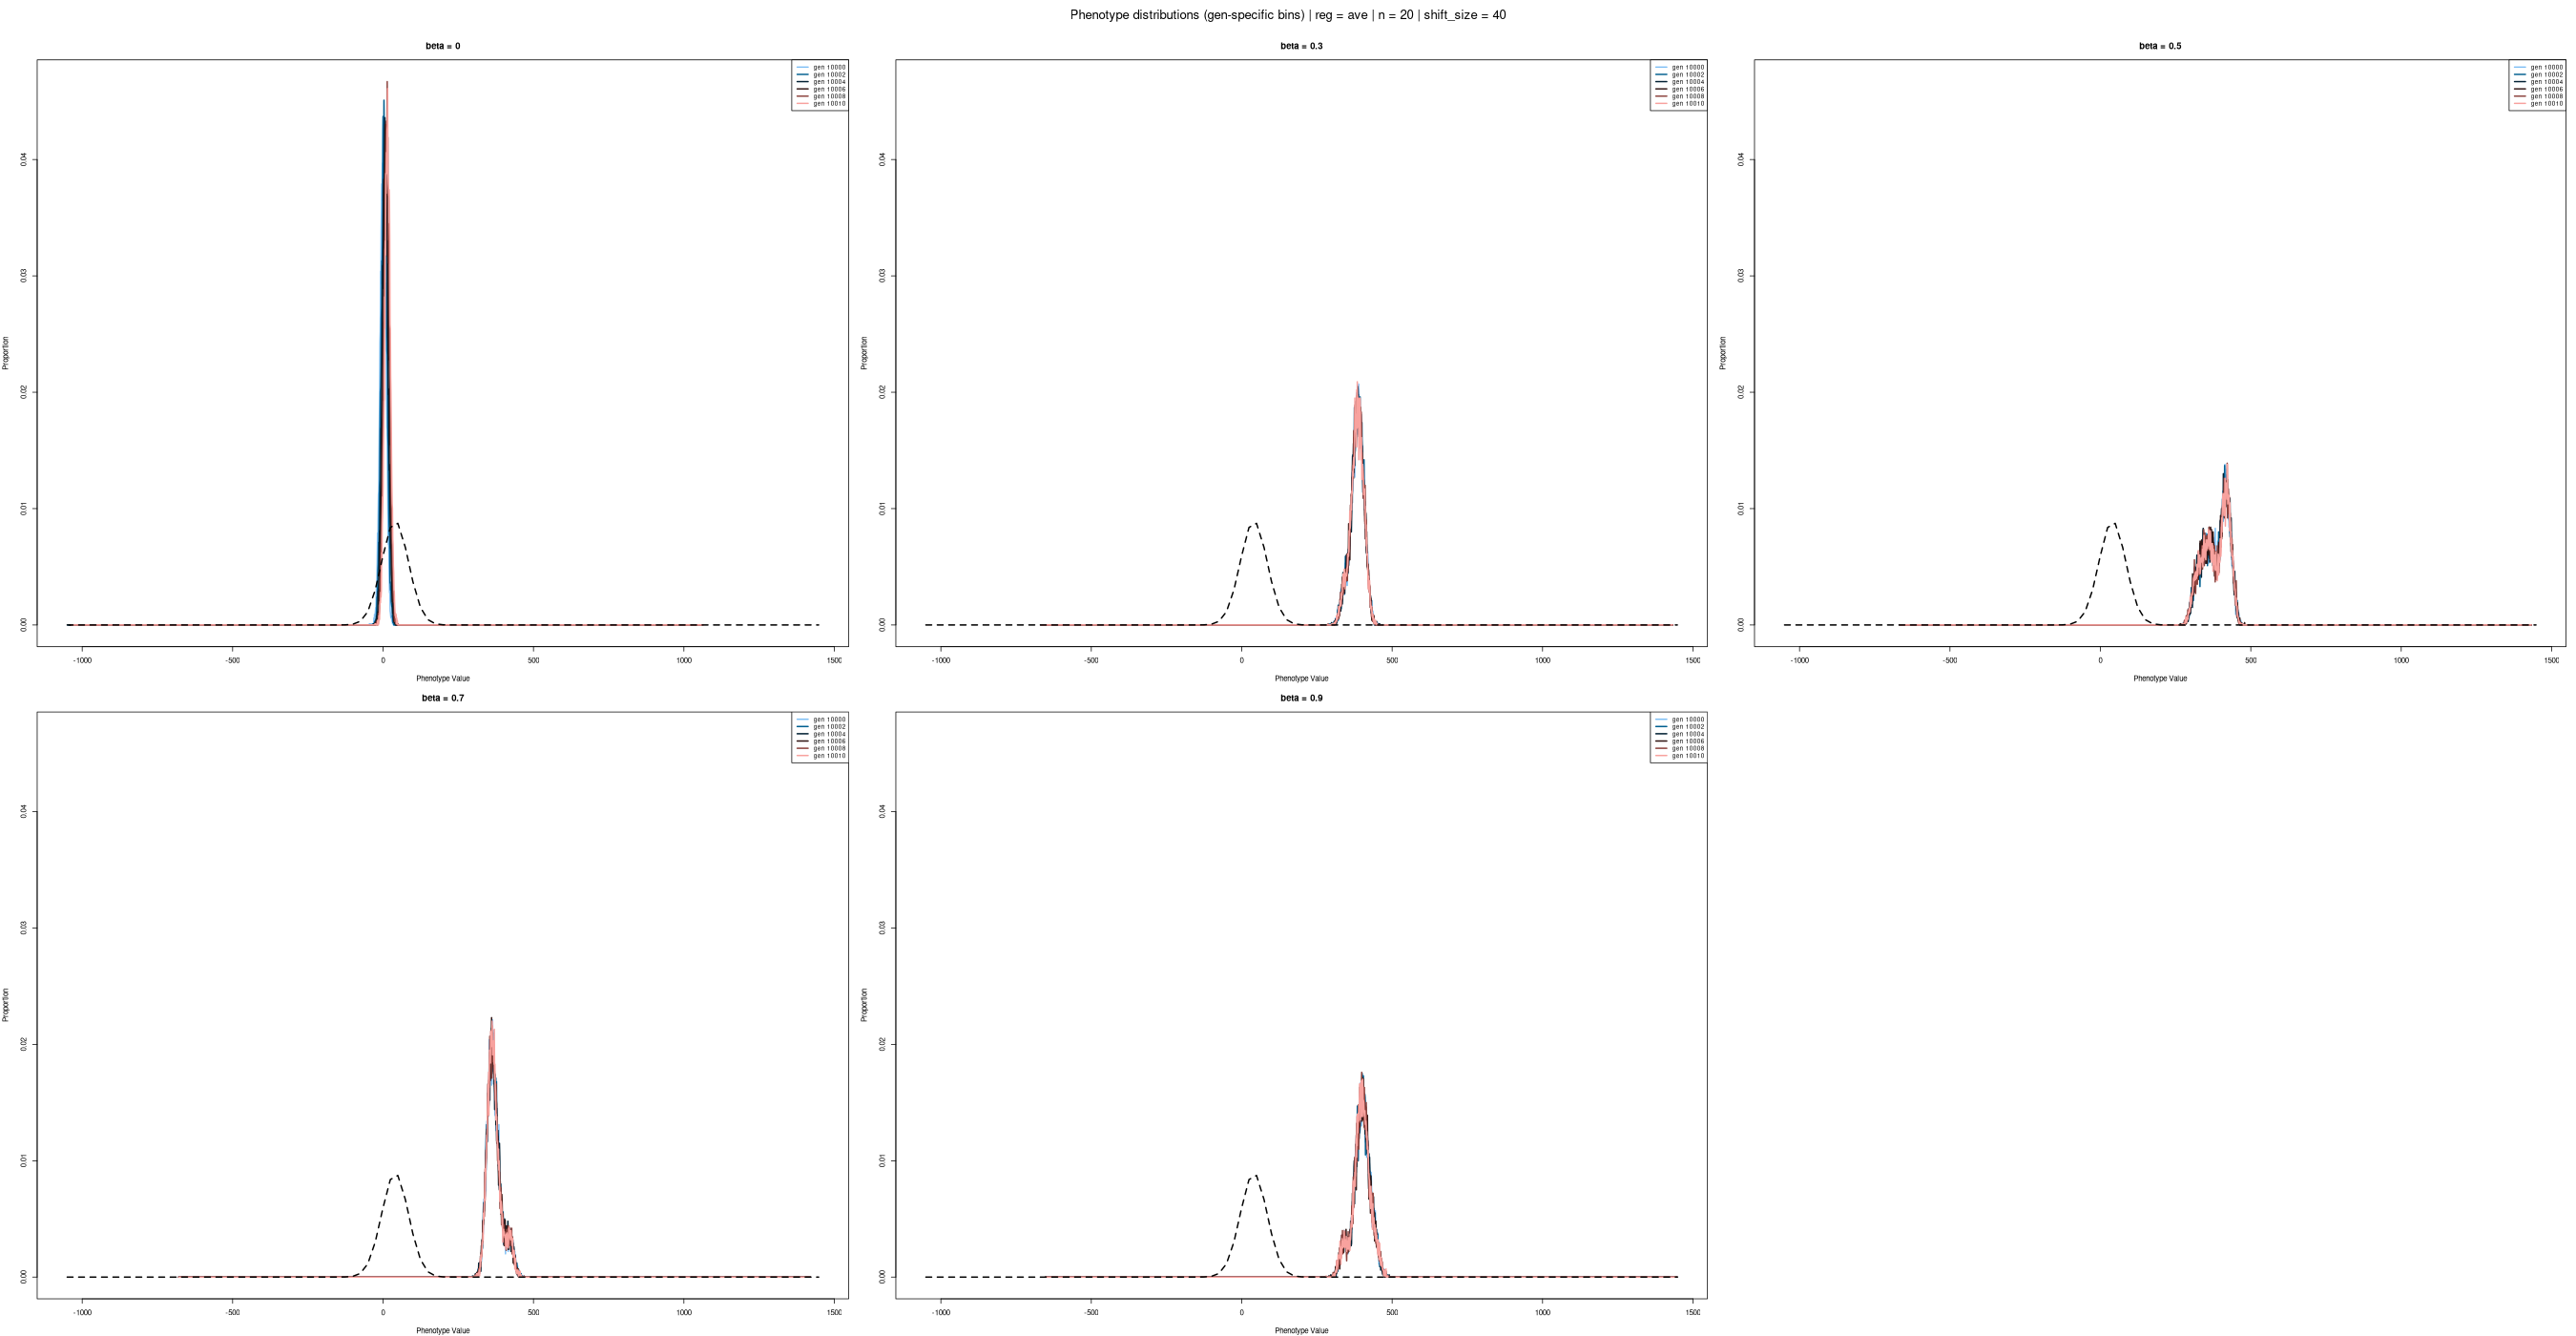 Phenotype distributions (gen-specific bins) | reg = ave | n = 20 | shift_size = 40
beta = 0
gen 10000
gen 10002
gen 10004
gen 10006
gen 10008
gen 10010
Proportion
0.04
0.03
0.02
0.01
0.00
-1000 -500 0 500 1000 1500
Phenotype Value
beta = 0.3
gen 10000
gen 10002
gen 10004
gen 10006
gen 10008
gen 10010
Proportion
0.04
0.03
0.02
0.01
0.00
-1000 -500 0 500 1000 1500
Phenotype Value
beta = 0.5
gen 10000
gen 10002
gen 10004
gen 10006
gen 10008
gen 10010
Proportion
0.04
0.03
0.02
0.01
0.00
-1000 -500 0 500 1000 1500
Phenotype Value
beta = 0.7
gen 10000
gen 10002
gen 10004
gen 10006
gen 10008
gen 10010
Proportion
0.04
0.03
0.02
0.01
0.00
-1000 -500 0 500 1000 1500
Phenotype Value
beta = 0.9
gen 10000
gen 10002
gen 10004
gen 10006
gen 10008
gen 10010
Proportion
0.04
0.03
0.02
0.01
0.00
-1000 -500 0 500 1000 1500
Phenotype Value